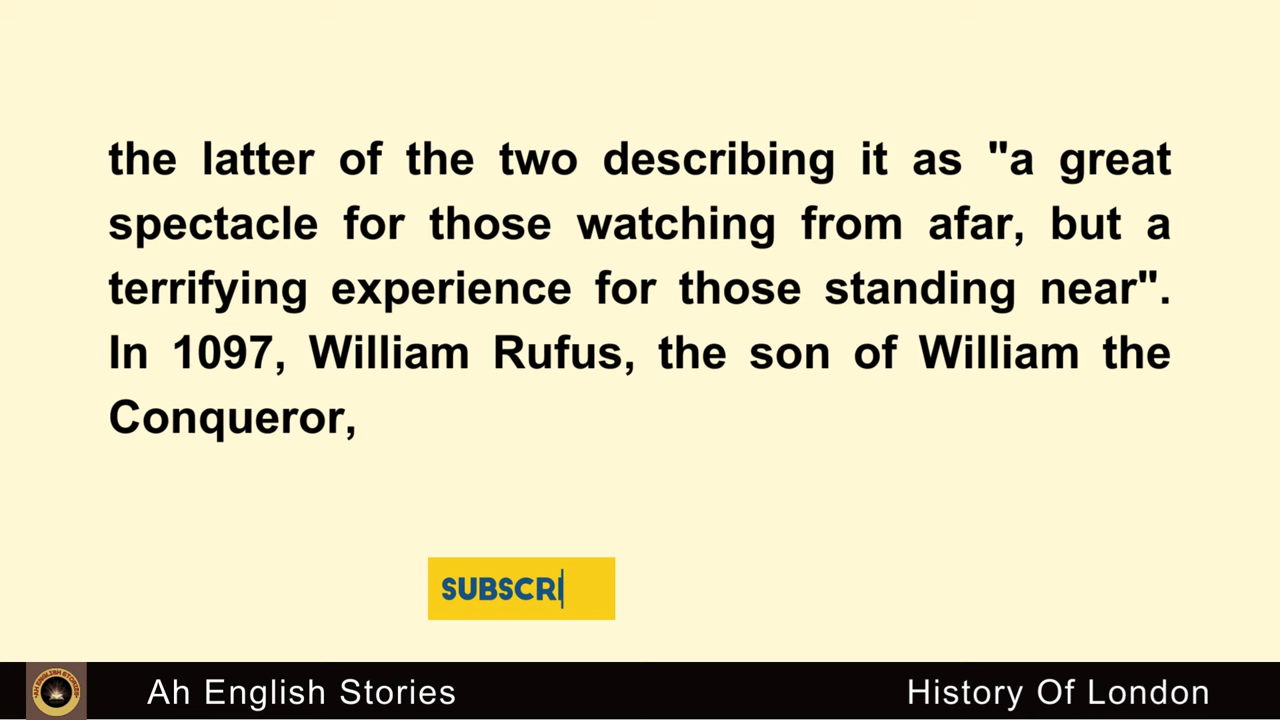 the latter of the two describing it as "a great
spectacle for those watching from afar, but a
terrifying experience for those standing near".
In 1097, William Rufus, the son of William the
Conqueror,
SUBSCRI
Ah English Stories
History Of London